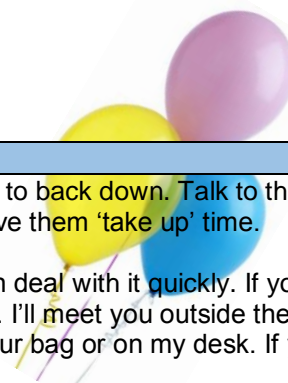 to back down. Talk to th
ve them ‘take up’ time.
n deal with it quickly. If yo
. I’ll meet you outside the
ur bag or on my desk. If